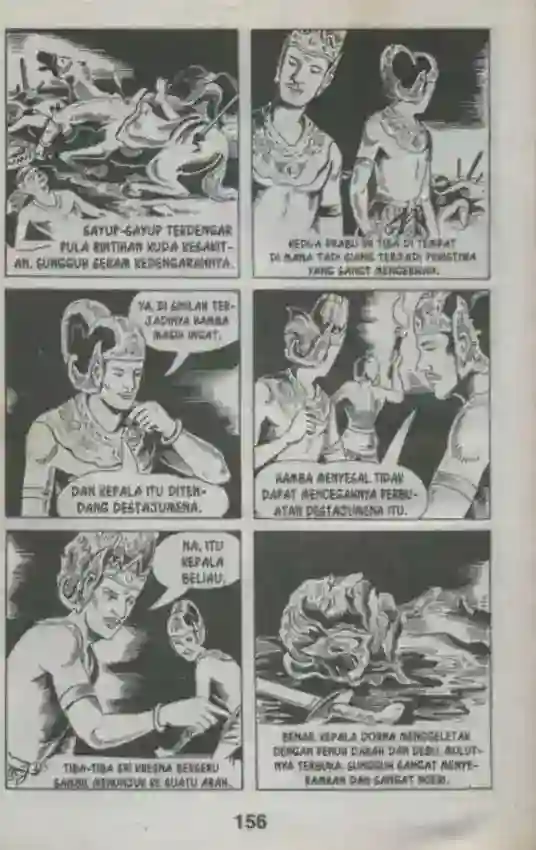 SAYUP-SAYUP TERDENGAR
PULA RINTIHAN KUDA KESAKIT-
AN. SUNGGUH SERAM KEDENGARANNYA.
KEDUA PRABU INI TIBA DI TEMPAT
DI MANA TADI SIANG TERJADI PERISTIWA
YANG SANGT MENGERIKAN.
YA, DI SINILAH TER-
JADINYA HAMBA
MASIH INGAT.
DAN KEPALA ITU DITEN-
DANG DESTAJUMENA.
HAMBA MENYESAL TIDAK
DAPAT MENCEGAHNYA PERBU-
ATAN DESTAJUMENA ITU.
NA, ITU
KEPALA
BELIAU.
TIBA-TIBA SRI KRESNA BERSERU
SAMBIL MENUNJUK KE SUATU ARAH.
BENAR, KEPALA DORNA MENGGELETAK
DENGAN PENUH DARAH DAN DEBU. MULUT-
NYA TERBUKA. SUNGGUH SANGAT MENYE-
RAMKAN DAN SANGAT NGERI.
156